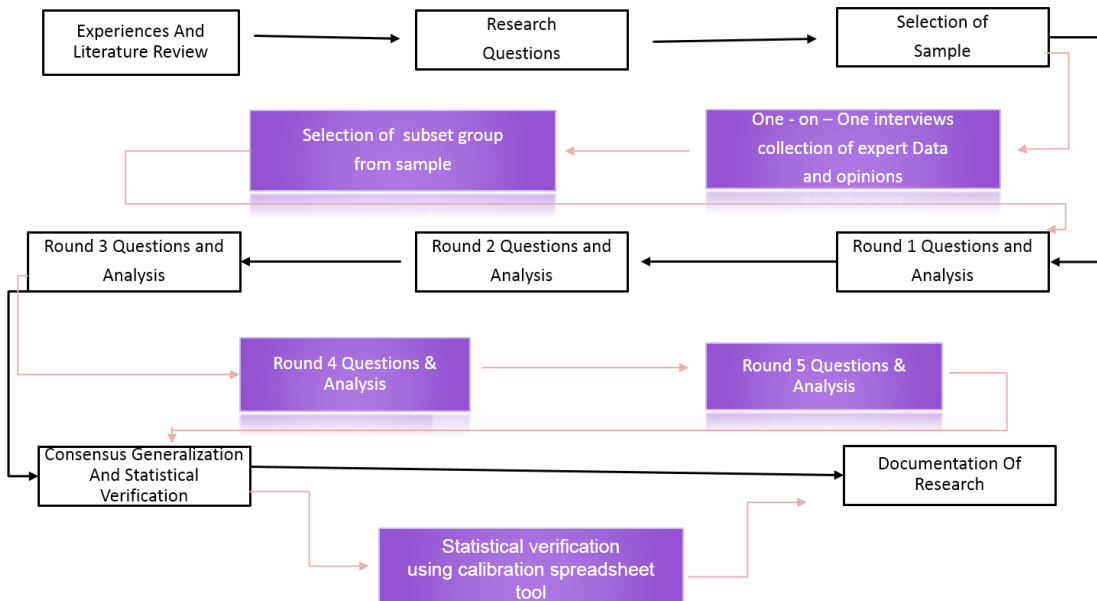 Experiences And
Literature Review
Research
Questions
Selection of
Sample
Selection of subset group
from sample
One - on – One interviews
collection of expert Data
and opinions
Round 3 Questions and
Analysis
Round 2 Questions and
Analysis
Round 1 Questions and
Analysis
Round 4 Questions &
Analysis
Round 5 Questions &
Analysis
Consensus Generalization
And Statistical
Verification
Documentation Of
Research
Statistical verification
using calibration spreadsheet
tool